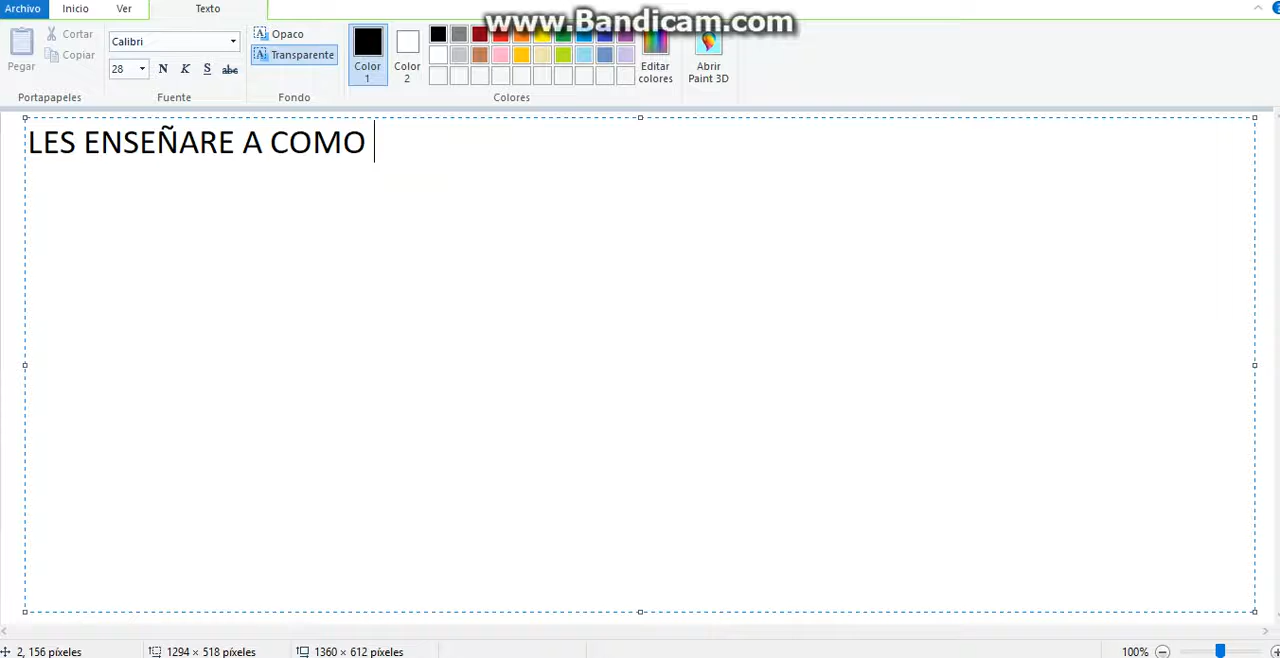 www.Bandicam.com
Archivo Inicio Ver Texto
Pegar Cortar Copiar
Portapapeles
Calibri
28 N K S abc
Fuente
Opaco
Transparente
Fondo
Color 1 Color 2
Editar colores
Colores
Abrir Paint 3D
LES ENSEÑARE A COMO
2, 156 píxeles 1294 × 518 píxeles 1360 × 612 píxeles 100%